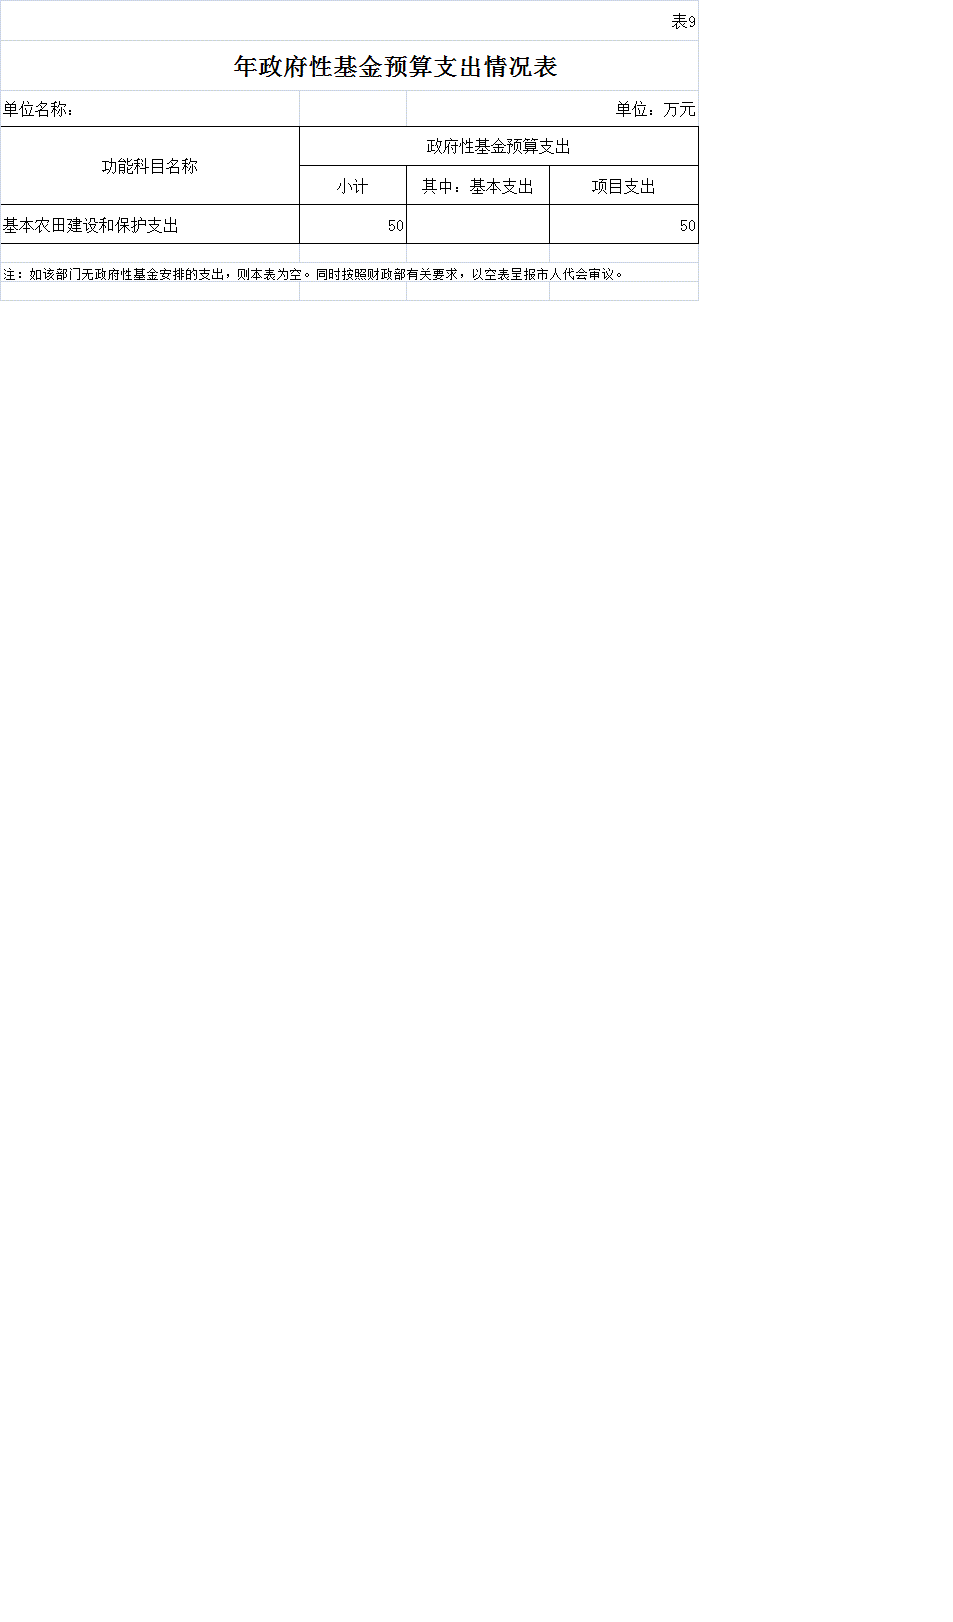 表9
年政府性基金预算支出情况表
单位名称：
单位：万元
功能科目名称
政府性基金预算支出
小计
其中：基本支出
项目支出
基本农田建设和保护支出
50
50
注：如该部门无政府性基金安排的支出，则本表为空。同时按照财政部有关要求，以空表呈报市人代会审议。